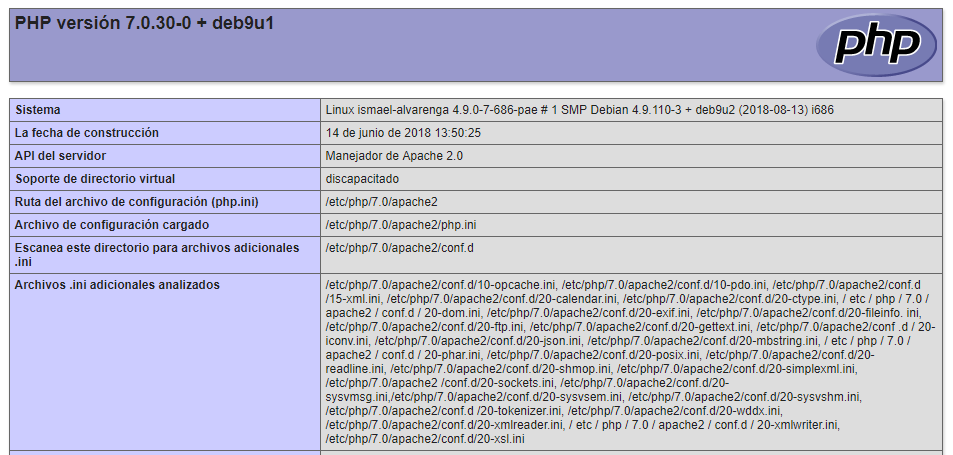 PHP versión 7.0.30-0 + deb9u1
php
Sistema
Linux ismael-alvarenga 4.9.0-7-686-pae # 1 SMP Debian 4.9.110-3 + deb9u2 (2018-08-13) i686
La fecha de construcción
14 de junio de 2018 13:50:25
API del servidor
Manejador de Apache 2.0
Soporte de directorio virtual
discapacitado
Ruta del archivo de configuración (php.ini)
/etc/php/7.0/apache2
Archivo de configuración cargado
/etc/php/7.0/apache2/php.ini
Escanea este directorio para archivos adicionales
.ini
/etc/php/7.0/apache2/conf.d
Archivos .ini adicionales analizados
/etc/php/7.0/apache2/conf.d/10-opcache.ini, /etc/php/7.0/apache2/conf.d/10-pdo.ini, /etc/php/7.0/apache2/conf.d
/15-xml.ini, /etc/php/7.0/apache2/conf.d/20-calendar.ini, /etc/php/7.0/apache2/conf.d/20-ctype.ini, / etc / php / 7.0 /
apache2 / conf.d / 20-dom.ini, /etc/php/7.0/apache2/conf.d/20-exif.ini, /etc/php/7.0/apache2/conf.d/20-fileinfo. ini,
/etc/php/7.0/apache2/conf.d/20-ftp.ini, /etc/php/7.0/apache2/conf.d/20-gettext.ini, /etc/php/7.0/apache2/conf .d / 20-
iconv.ini, /etc/php/7.0/apache2/conf.d/20-json.ini, /etc/php/7.0/apache2/conf.d/20-mbstring.ini, / etc / php / 7.0 /
apache2 / conf.d / 20-phar.ini, /etc/php/7.0/apache2/conf.d/20-posix.ini, /etc/php/7.0/apache2/conf.d/20-
readline.ini, /etc/php/7.0/apache2/conf.d/20-shmop.ini, /etc/php/7.0/apache2/conf.d/20-simplexml.ini,
/etc/php/7.0/apache2 /conf.d/20-sockets.ini, /etc/php/7.0/apache2/conf.d/20-
sysvmsg.ini,/etc/php/7.0/apache2/conf.d/20-sysvsem.ini, /etc/php/7.0/apache2/conf.d/20-sysvshm.ini,
/etc/php/7.0/apache2/conf.d /20-tokenizer.ini, /etc/php/7.0/apache2/conf.d/20-wddx.ini,
/etc/php/7.0/apache2/conf.d/20-xmlreader.ini, / etc / php / 7.0 / apache2 / conf.d / 20-xmlwriter.ini,
/etc/php/7.0/apache2/conf.d/20-xsl.ini